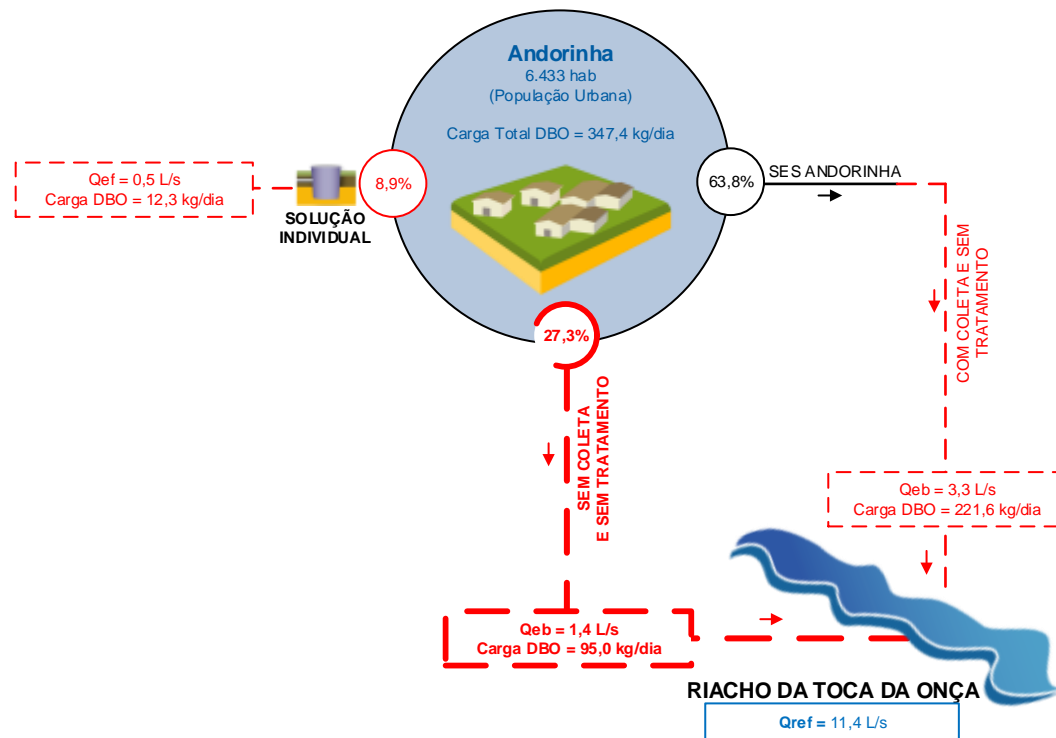 Andorinha
6.433 hab
(População Urbana)
Carga Total DBO = 347,4 kg/dia
Qef = 0,5 L/s
Carga DBO = 12,3 kg/dia
SOLUÇÃO
INDIVIDUAL
8,9%
63,8%
SES ANDORINHA
27,3%
COM COLETA E SEM
TRATAMENTO
SEM COLETA
E SEM TRATAMENTO
Qeb = 3,3 L/s
Carga DBO = 221,6 kg/dia
Qeb = 1,4 L/s
Carga DBO = 95,0 kg/dia
RIACHO DA TOCA DA ONÇA
Qref = 11,4 L/s